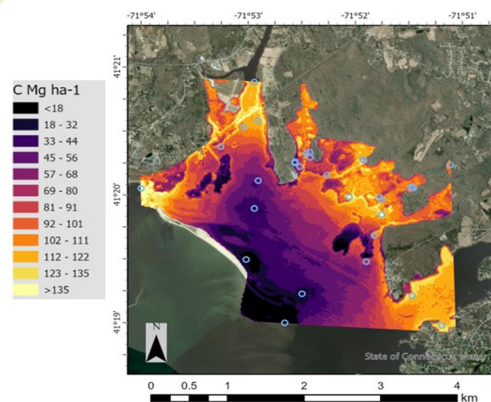 -71°54' -71°53' -71°52' -71°51'
41°21'
41°20'
41°19'
C Mg ha-1
<18
18 - 32
33 - 44
45 - 56
57 - 68
69 - 80
81 - 91
92 - 101
102 - 111
112 - 122
123 - 135
>135
N
State of
0 0.5 1 2 3 4
km